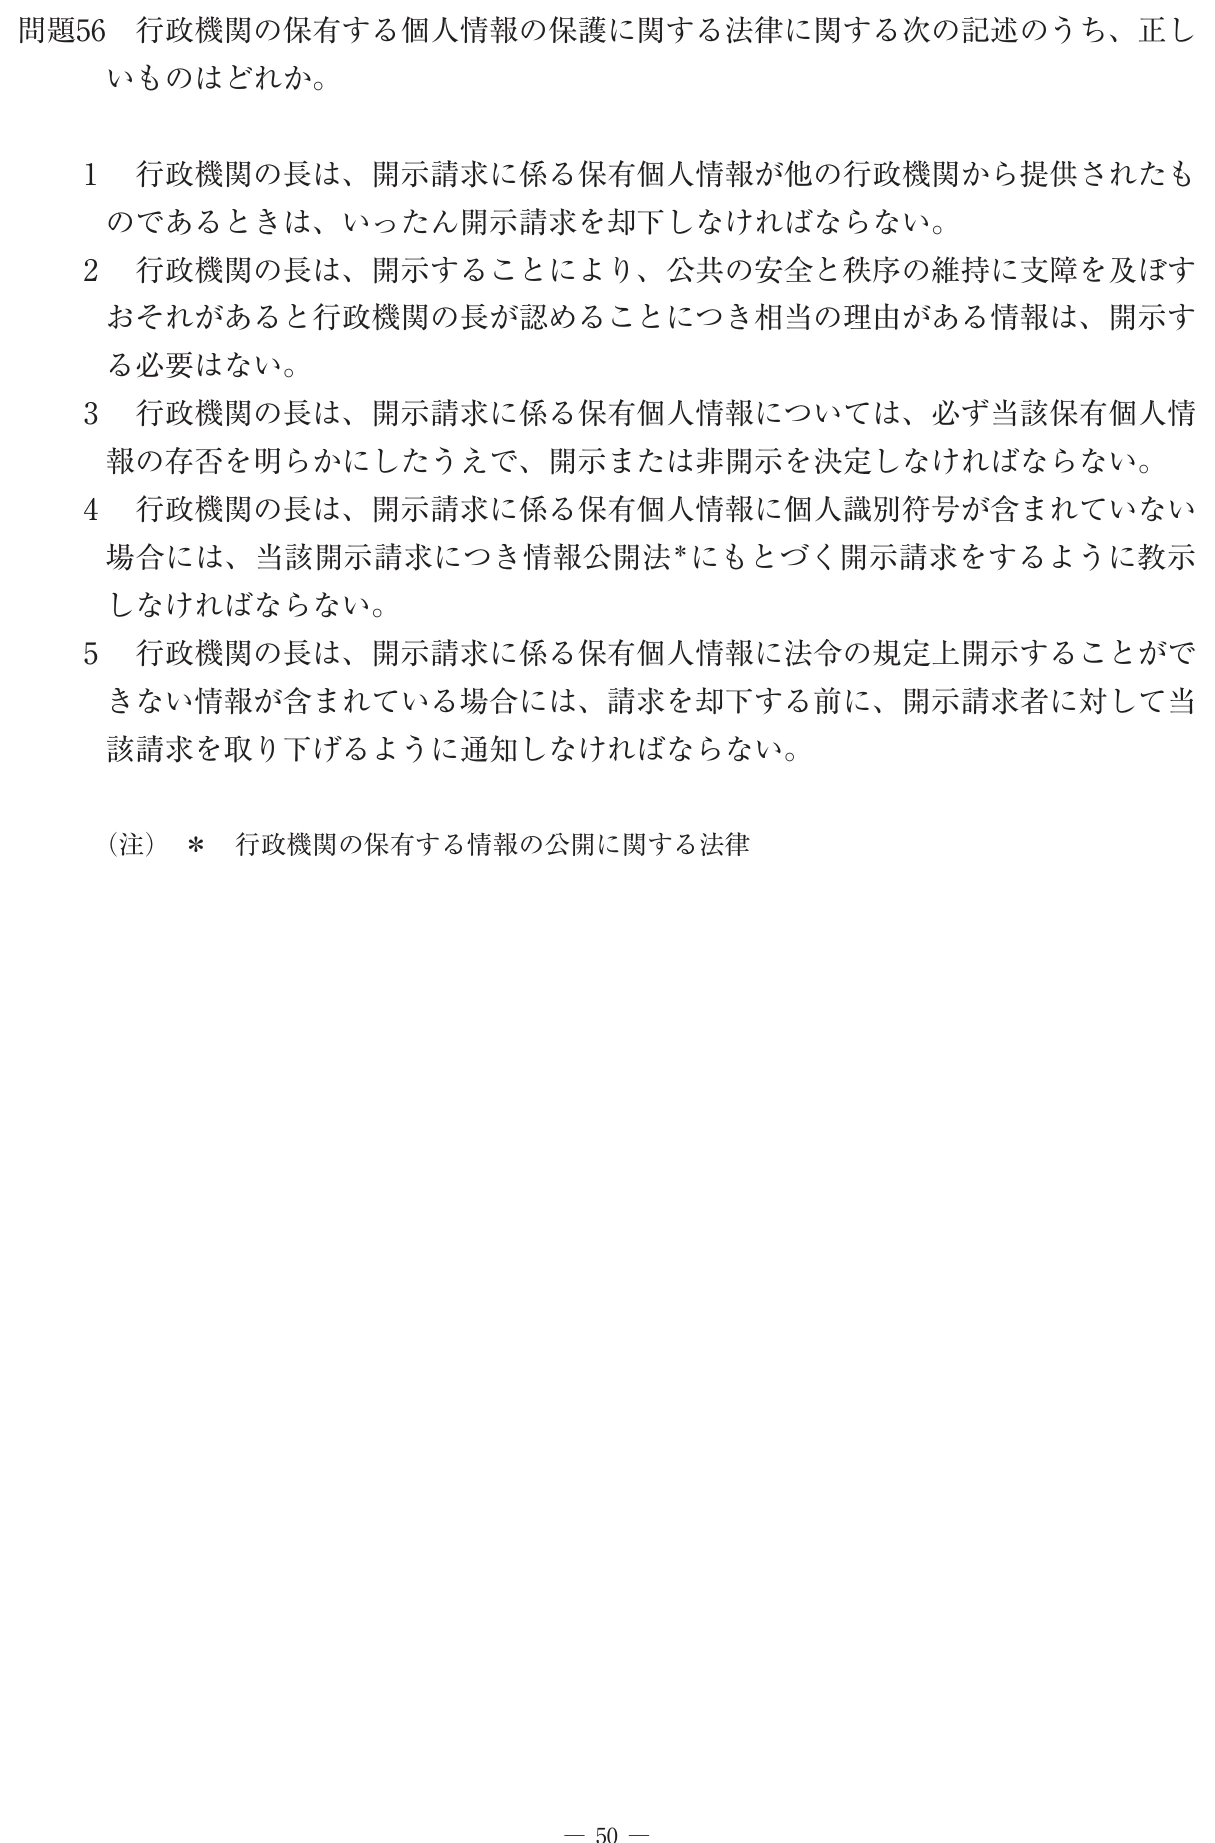 問題56　行政機関の保有する個人情報の保護に関する法律に関する次の記述のうち、正し
いものはどれか。
1　行政機関の長は、開示請求に係る保有個人情報が他の行政機関から提供されたも
のであるときは、いったん開示請求を却下しなければならない。
2　行政機関の長は、開示することにより、公共の安全と秩序の維持に支障を及ぼす
おそれがあると行政機関の長が認めることにつき相当の理由がある情報は、開示す
る必要はない。
3　行政機関の長は、開示請求に係る保有個人情報については、必ず当該保有個人情
報の存否を明らかにしたうえで、開示または非開示を決定しなければならない。
4　行政機関の長は、開示請求に係る保有個人情報に個人識別符号が含まれていない
場合には、当該開示請求につき情報公開法*にもとづく開示請求をするように教示
しなければならない。
5　行政機関の長は、開示請求に係る保有個人情報に法令の規定上開示することがで
きない情報が含まれている場合には、請求を却下する前に、開示請求者に対して当
該請求を取り下げるように通知しなければならない。
（注）　＊　行政機関の保有する情報の公開に関する法律
― 50 ―